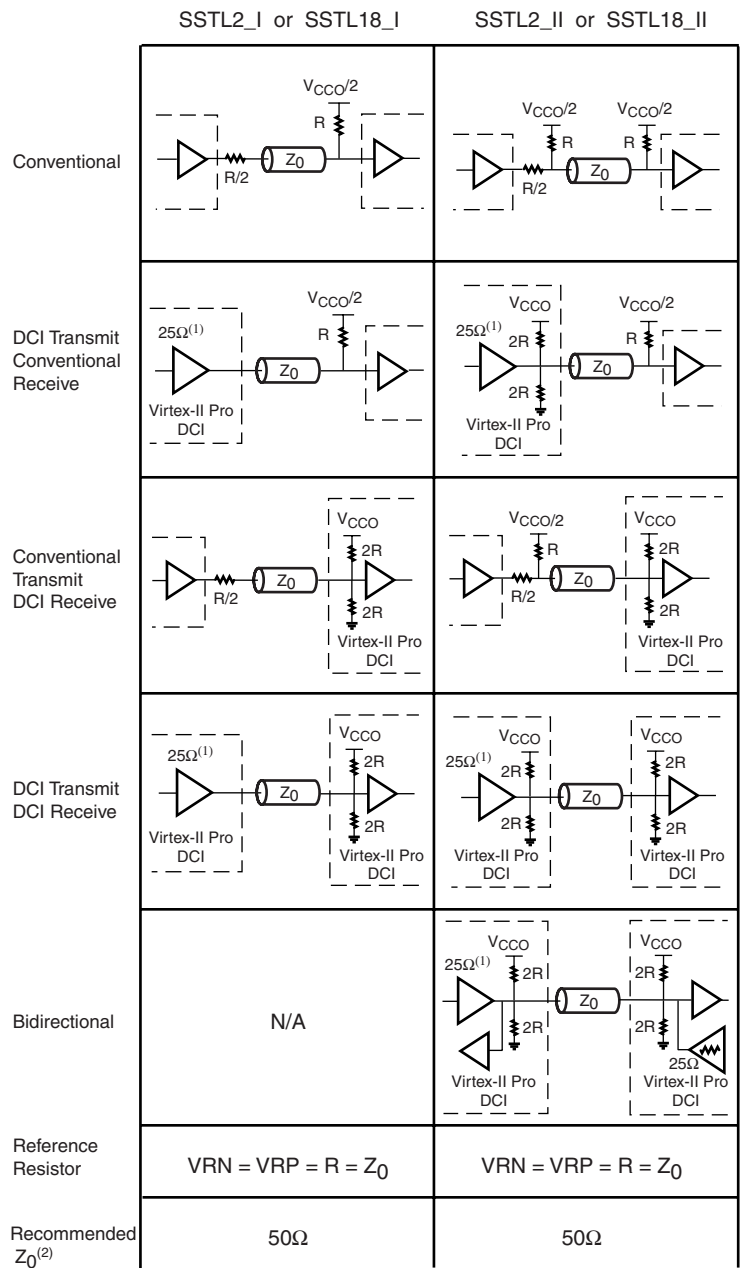 SSTL2_I or SSTL18_I
SSTL2_II or SSTL18_II
Conventional
R/2
Z0
R
VCCO/2
R/2
VCCO/2
R
Z0
VCCO/2
R
DCI Transmit
Conventional
Receive
25Ω(1)
Virtex-II Pro
DCI
Z0
VCCO/2
R
25Ω(1)
VCCO
2R
2R
Virtex-II Pro
DCI
Z0
VCCO/2
R
Conventional
Transmit
DCI Receive
R/2
Z0
VCCO
2R
2R
Virtex-II Pro
DCI
R/2
VCCO/2
R
Z0
VCCO
2R
2R
Virtex-II Pro
DCI
DCI Transmit
DCI Receive
25Ω(1)
Virtex-II Pro
DCI
Z0
VCCO
2R
2R
Virtex-II Pro
DCI
25Ω(1)
VCCO
2R
2R
Virtex-II Pro
DCI
Z0
VCCO
2R
2R
Virtex-II Pro
DCI
Bidirectional
N/A
25Ω(1)
VCCO
2R
2R
Virtex-II Pro
DCI
Z0
VCCO
2R
2R
25Ω
Virtex-II Pro
DCI
Reference
Resistor
VRN = VRP = R = Z0
VRN = VRP = R = Z0
Recommended
Z0(2)
50Ω
50Ω